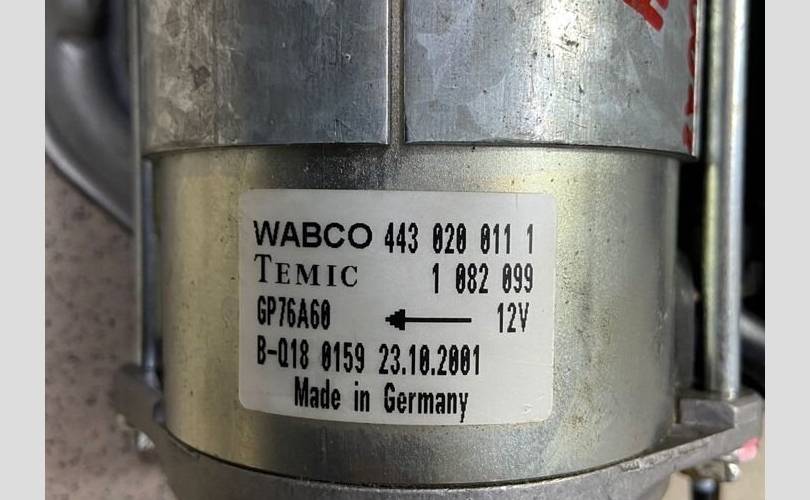 WABCO 443 020 011 1
TEMIC 1 082 099
GP76A60 12V
B-Q18 0159 23.10.2001
Made in Germany